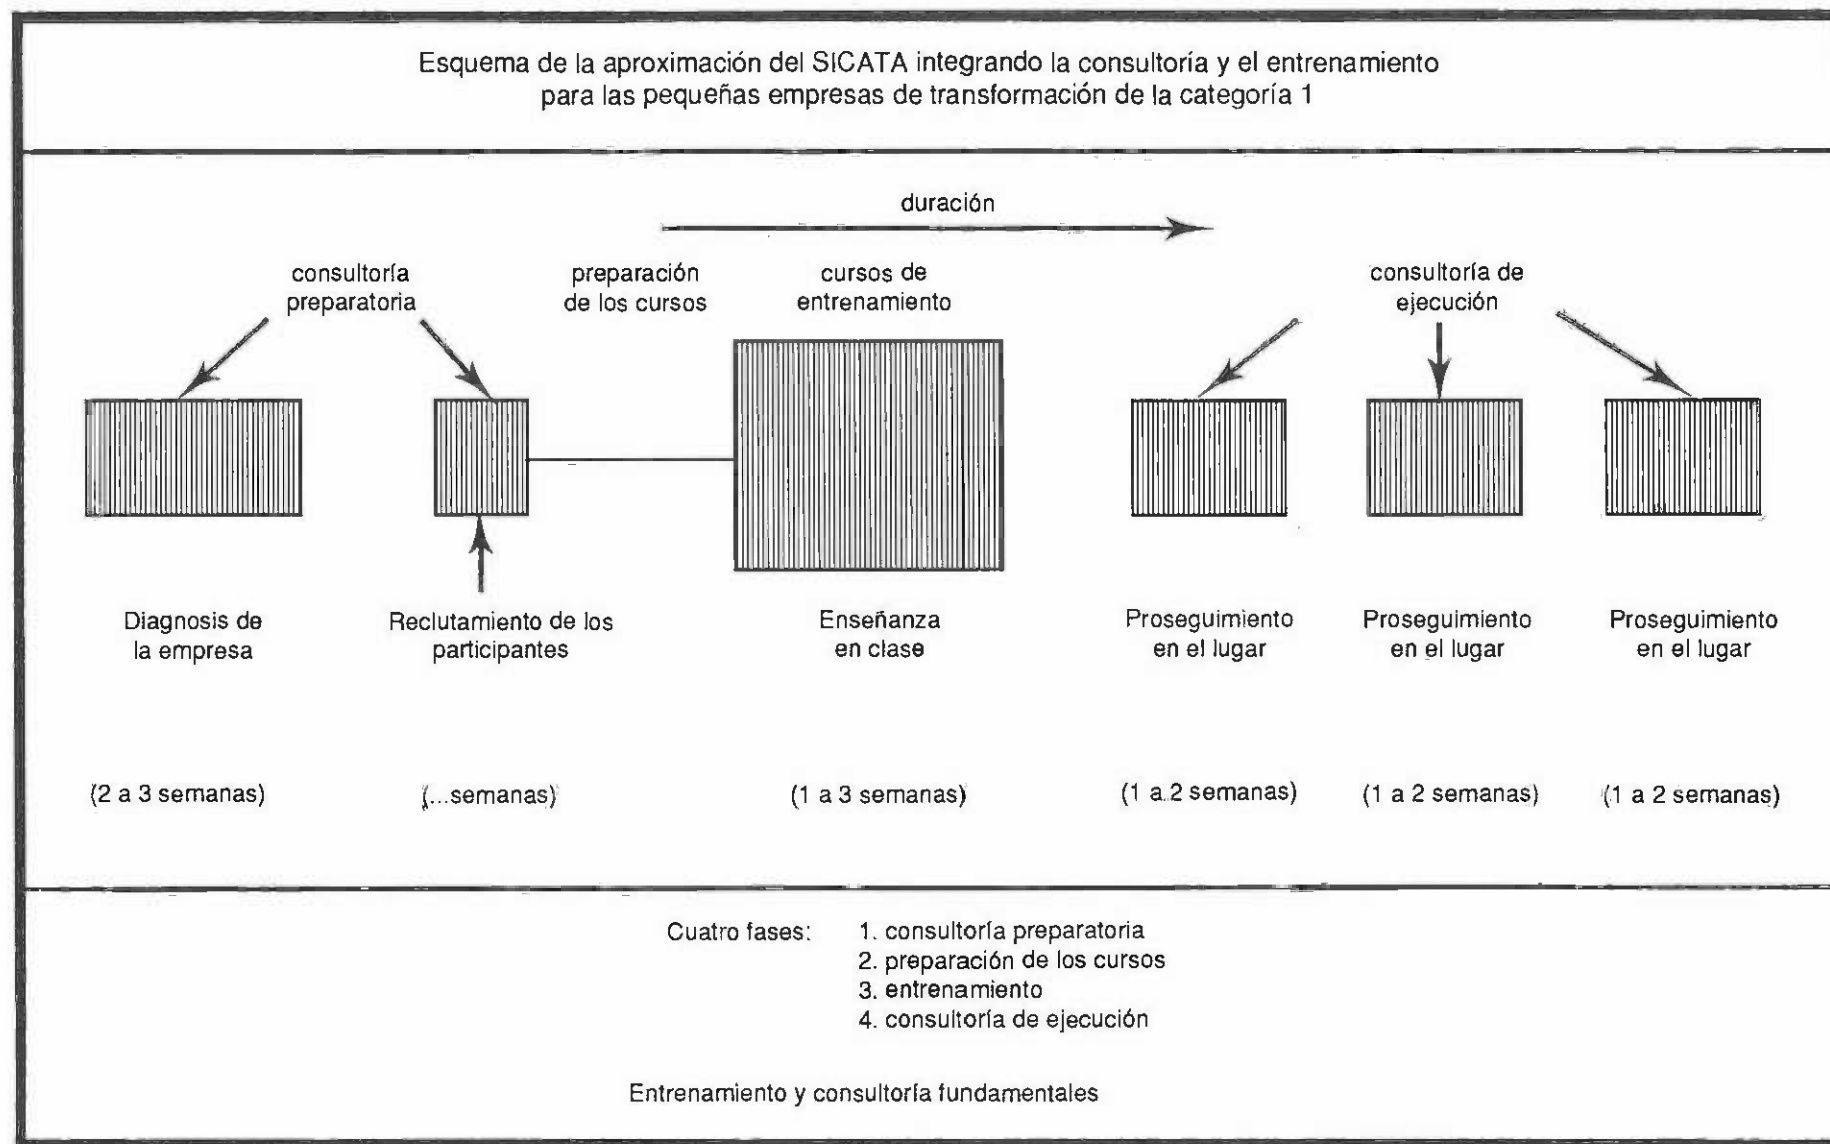 Esquema de la aproximación del SICATA integrando la consultoría y el entrenamiento
para las pequeñas empresas de transformación de la categoría 1
duración
consultoría
preparatoria
preparación
de los cursos
cursos de
entrenamiento
consultoría de
ejecución
Diagnosis de
la empresa
Reclutamiento de los
participantes
Enseñanza
en clase
Proseguimiento
en el lugar
Proseguimiento
en el lugar
Proseguimiento
en el lugar
(2 a 3 semanas)
(...semanas)
(1 a 3 semanas)
(1 a 2 semanas)
(1 a 2 semanas)
(1 a 2 semanas)
Cuatro fases: 1. consultoría preparatoria
2. preparación de los cursos
3. entrenamiento
4. consultoría de ejecución
Entrenamiento y consultoría fundamentales